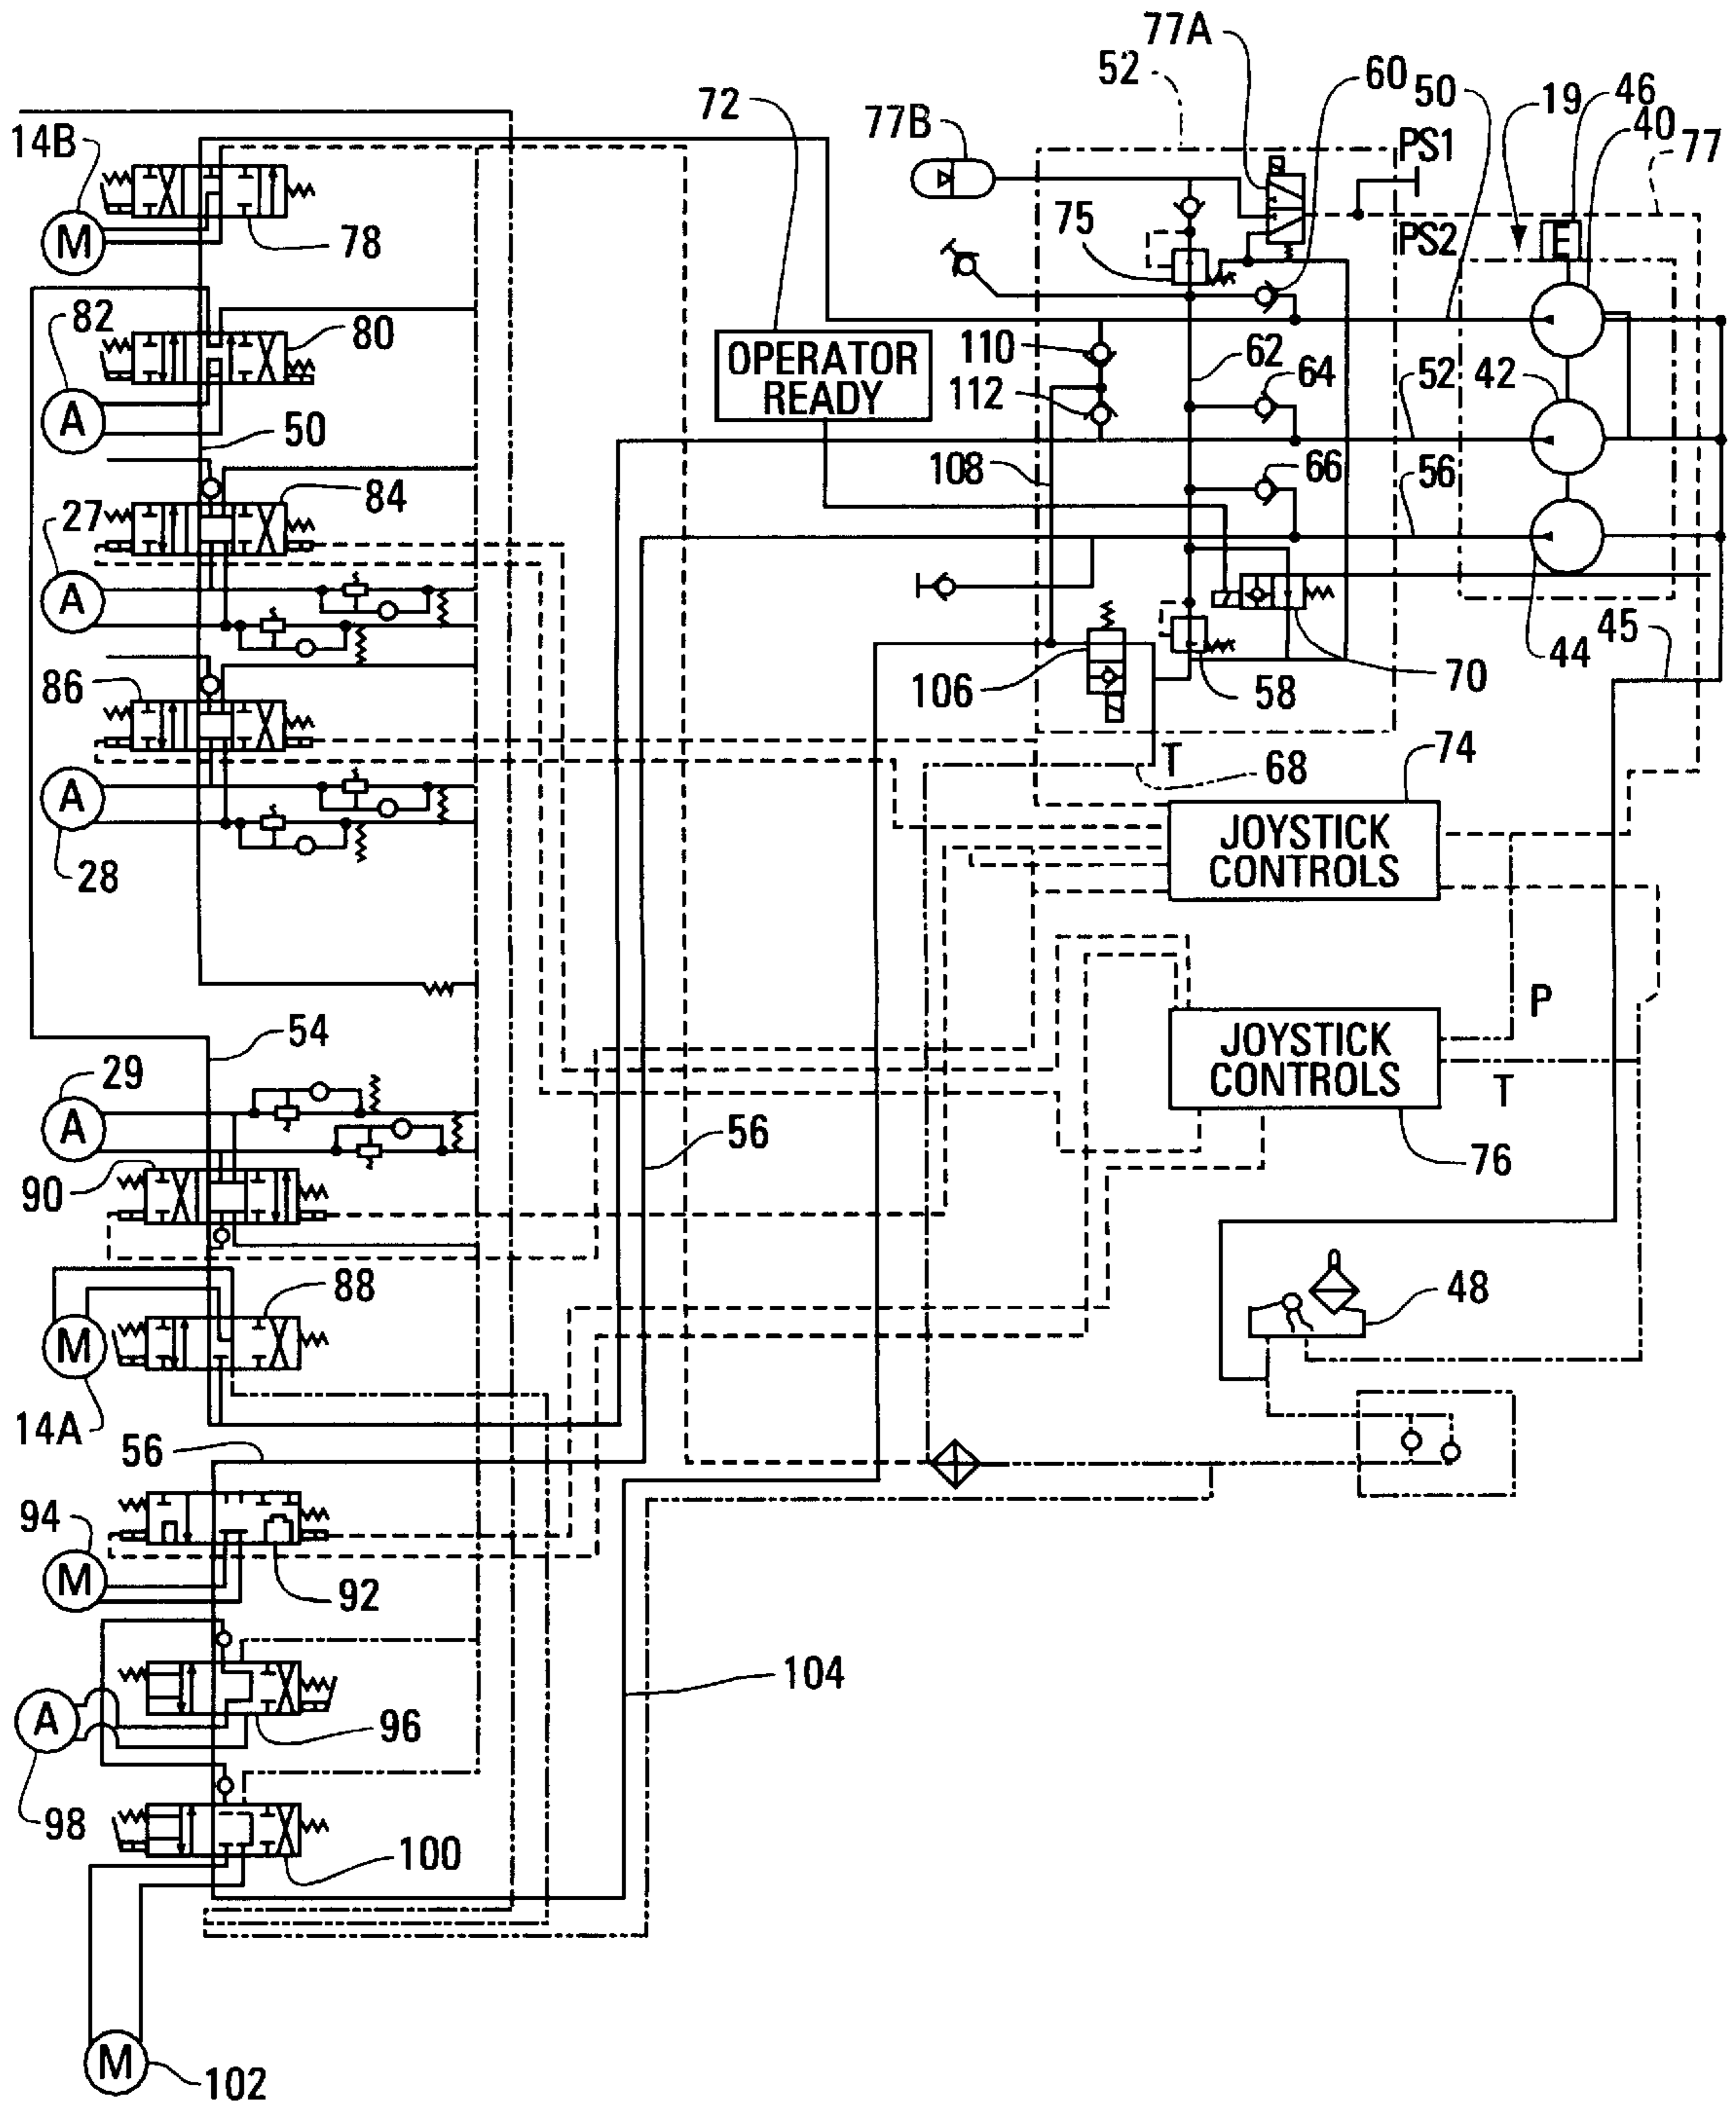 77A
52
60
50
19
46
40
77
72
77B
PS1
14B
M
78
75
PS2
E
82
80
OPERATOR
READY
110
62
64
52
42
A
112
50
108
66
56
27
84
A
45
86
106
58
70
44
T
68
74
A
28
JOYSTICK
CONTROLS
P
54
JOYSTICK
CONTROLS
29
T
A
56
76
90
88
48
M
14A
56
94
M
92
104
A
96
98
100
M
102